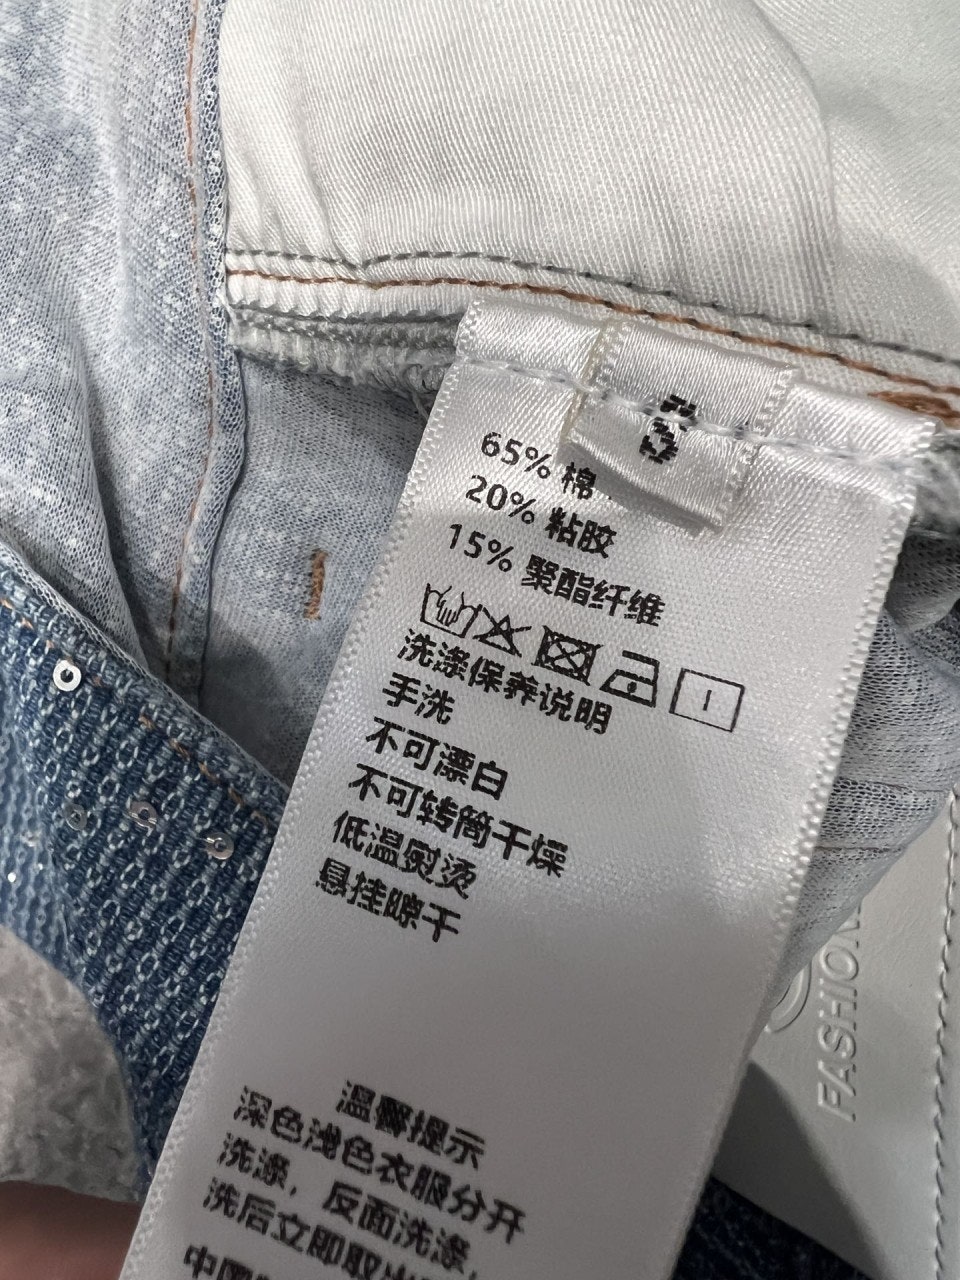 65% 棉
20% 粘胶
15% 聚酯纤维
洗涤保养说明
手洗
不可漂白
不可转筒干燥
低温熨烫
悬挂晾干
温馨提示
深色浅色衣服分开
洗涤，反面洗涤，
洗后立即取出
中国
FASHION